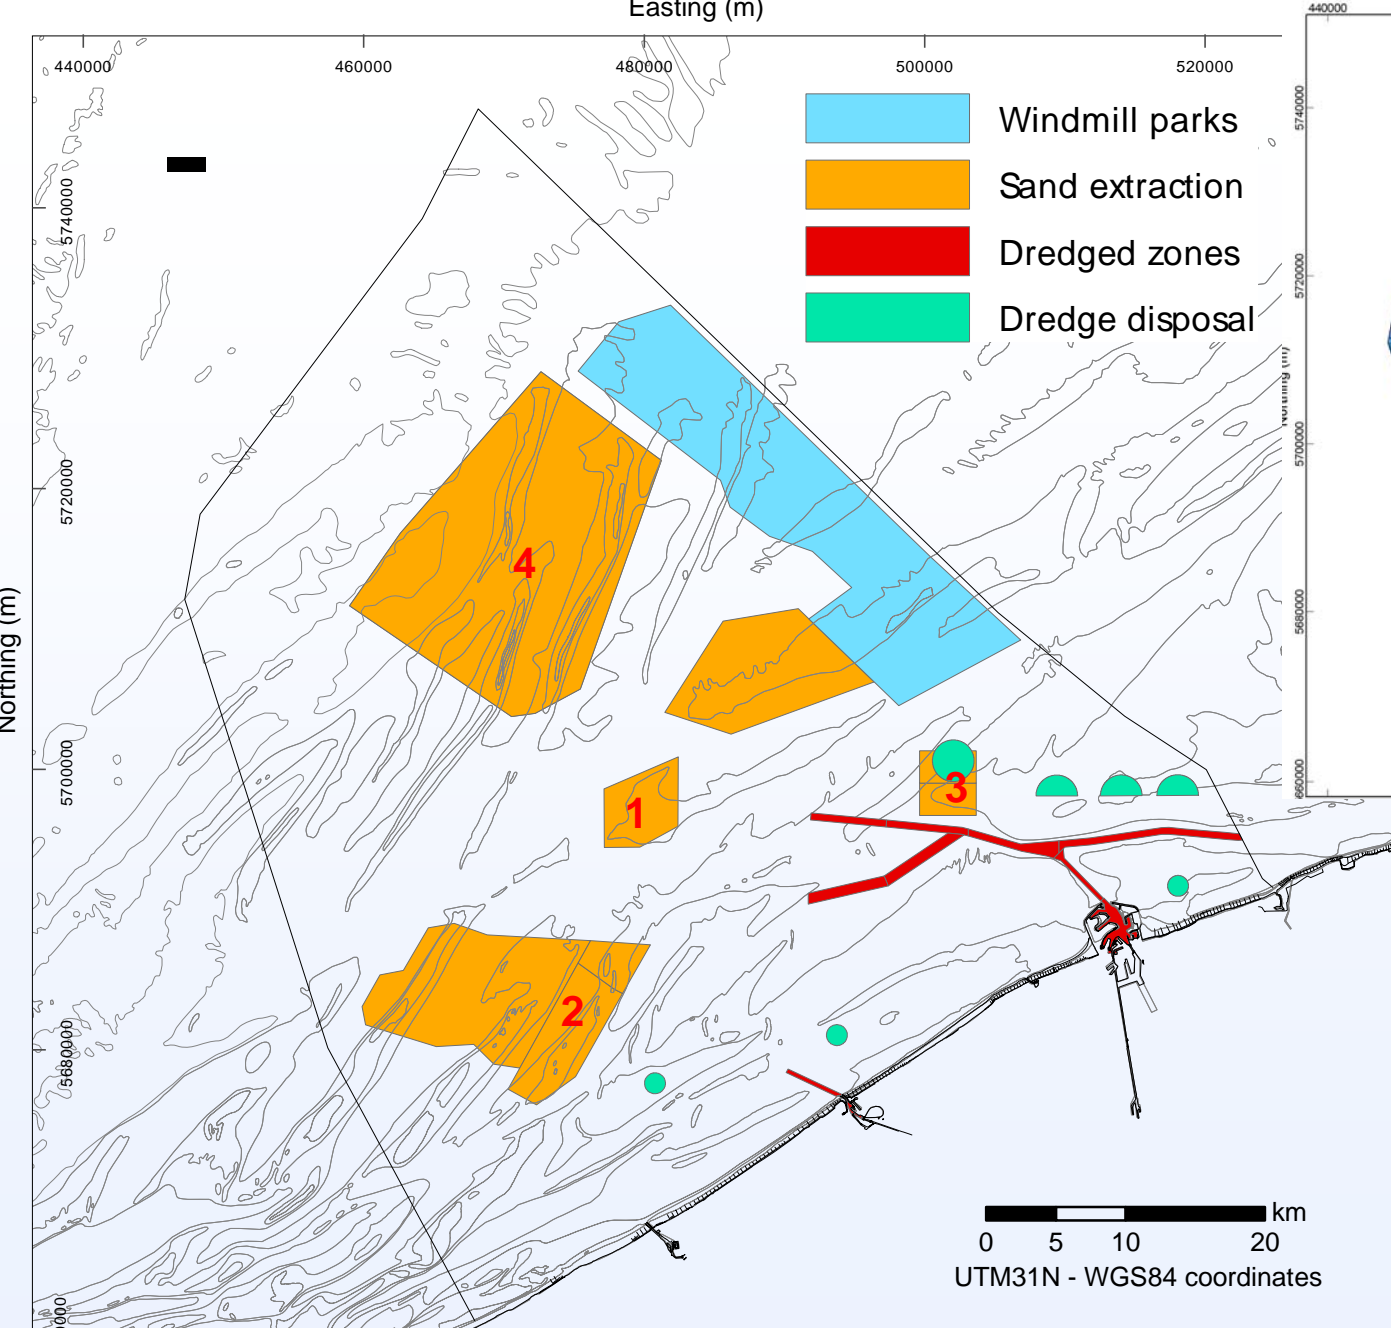 Easting (m)
440000
460000
480000
500000
520000
440000
Windmill parks
Sand extraction
Dredged zones
Dredge disposal
5740000
5720000
5700000
5680000
Northing (m)
5740000
5720000
5700000
5680000
4
3
1
2
km
0 5 10 20
UTM31N - WGS84 coordinates